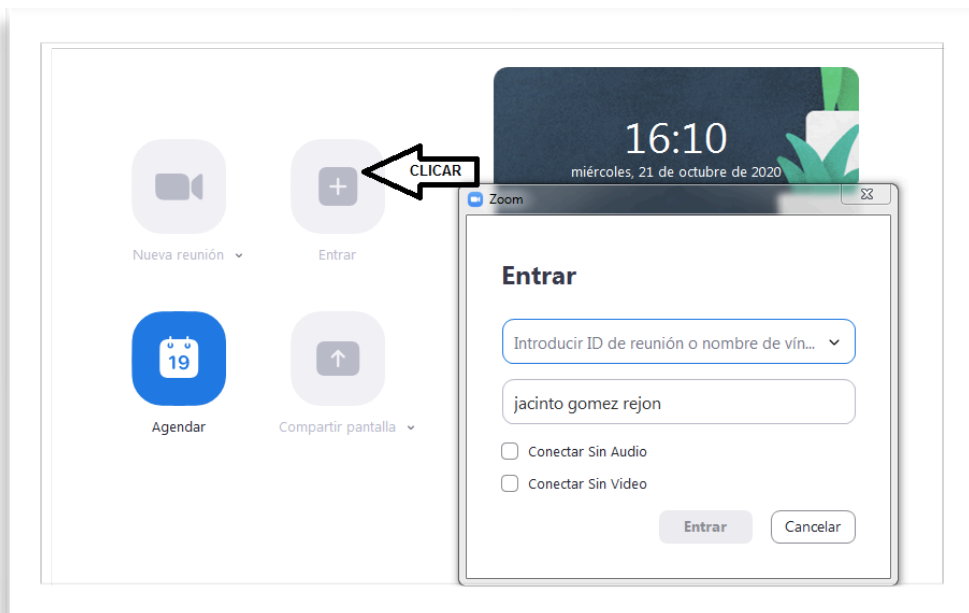 16:10
miércoles, 21 de octubre de 2020
CLICAR
Nueva reunión
Entrar
19
Agendar
Compartir pantalla
Zoom
Entrar
Introducir ID de reunión o nombre de vín...
jacinto gomez rejon
Conectar Sin Audio
Conectar Sin Video
Entrar
Cancelar